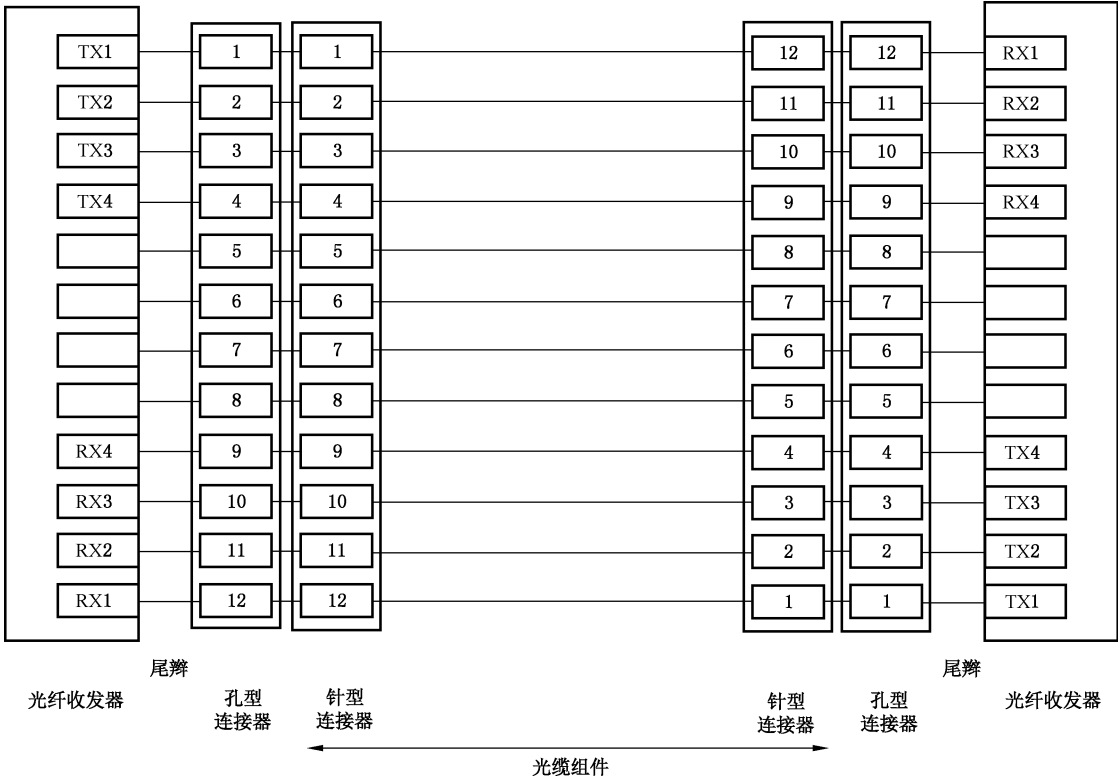 TX1 1 1 12 12 RX1
TX2 2 2 11 11 RX2
TX3 3 3 10 10 RX3
TX4 4 4 9 9 RX4
5 5 8 8
6 6 7 7
7 7 6 6
8 8 5 5
RX4 9 9 4 4 TX4
RX3 10 10 3 3 TX3
RX2 11 11 2 2 TX2
RX1 12 12 1 1 TX1
尾辫 尾辫
光纤收发器 孔型 针型 针型 孔型 光纤收发器
连接器 连接器 连接器 连接器
光缆组件